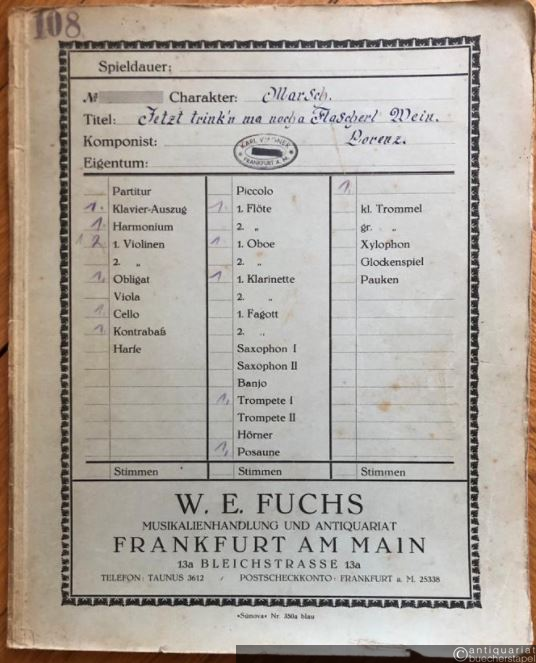 108
Spieldauer:
№ Charakter: Marsch.
Titel: Jetzt trink'n ma noch a Flascherl Wein.
Komponist: Lorenz.
KARL WAGNER
FRANKFURT A. M.
Eigentum:
Partitur
1. Klavier-Auszug
1. Harmonium
1 2 1. Violinen
2. „
1. Obligat
Viola
1. Cello
1. Kontrabaß
Harfe
Stimmen
Piccolo
1. 1. Flöte
2. „
1. 1. Oboe
2. „
1 1. Klarinette
2. „
1. Fagott
2. „
Saxophon I
Saxophon II
Banjo
1. Trompete I
Trompete II
Hörner
1. Posaune
Stimmen
1.
kl. Trommel
gr. „
Xylophon
Glockenspiel
Pauken
Stimmen
W. E. FUCHS
MUSIKALIENHANDLUNG UND ANTIQUARIAT
FRANKFURT AM MAIN
13a BLEICHSTRASSE 13a
TELEFON: TAUNUS 3612 / POSTSCHECKKONTO: FRANKFURT a. M. 25338
«Sünova» Nr. 350a blau
antiquariat
buecherstapel